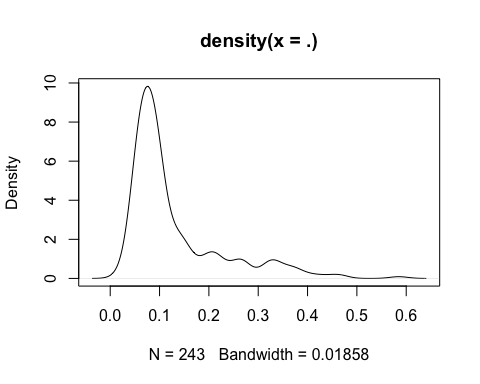 density(x = .)
Density
10
8
6
4
2
0
0.0 0.1 0.2 0.3 0.4 0.5 0.6
N = 243 Bandwidth = 0.01858